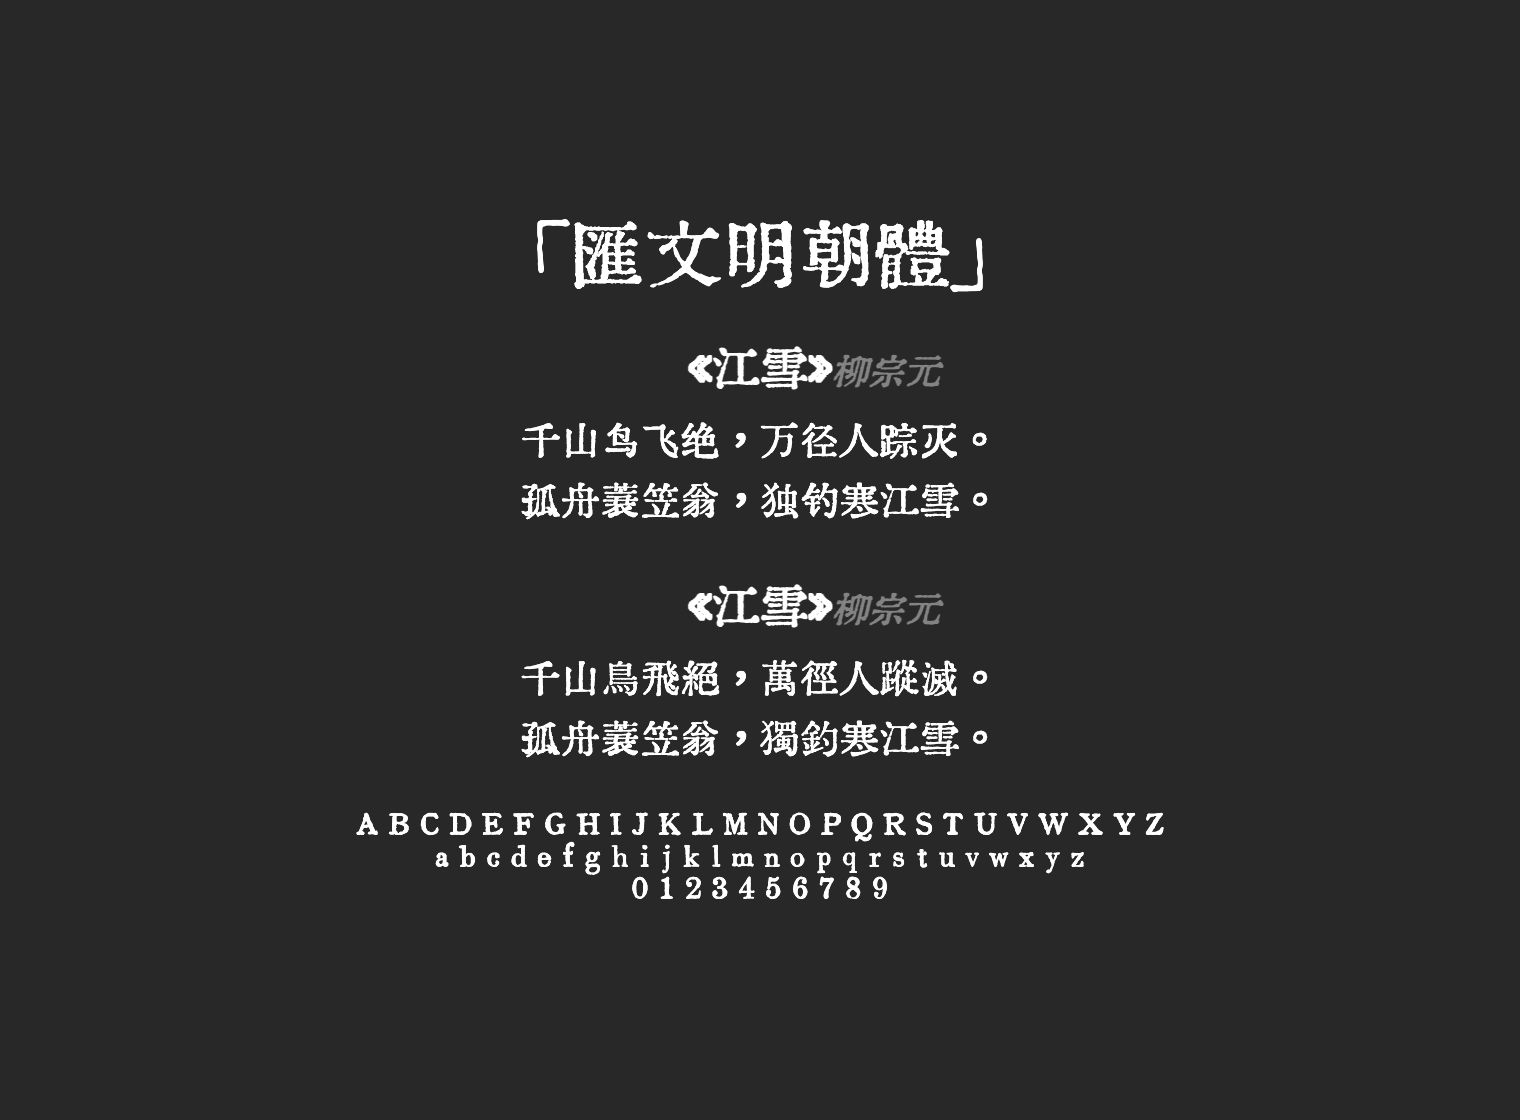 「匯文明朝體」
《江雪》柳宗元
千山鸟飞绝，万径人踪灭。
孤舟蓑笠翁，独钓寒江雪。
《江雪》柳宗元
千山鳥飛絕，萬徑人蹤滅。
孤舟蓑笠翁，獨釣寒江雪。
A B C D E F G H I J K L M N O P Q R S T U V W X Y Z
a b c d e f g h i j k l m n o p q r s t u v w x y z
0 1 2 3 4 5 6 7 8 9